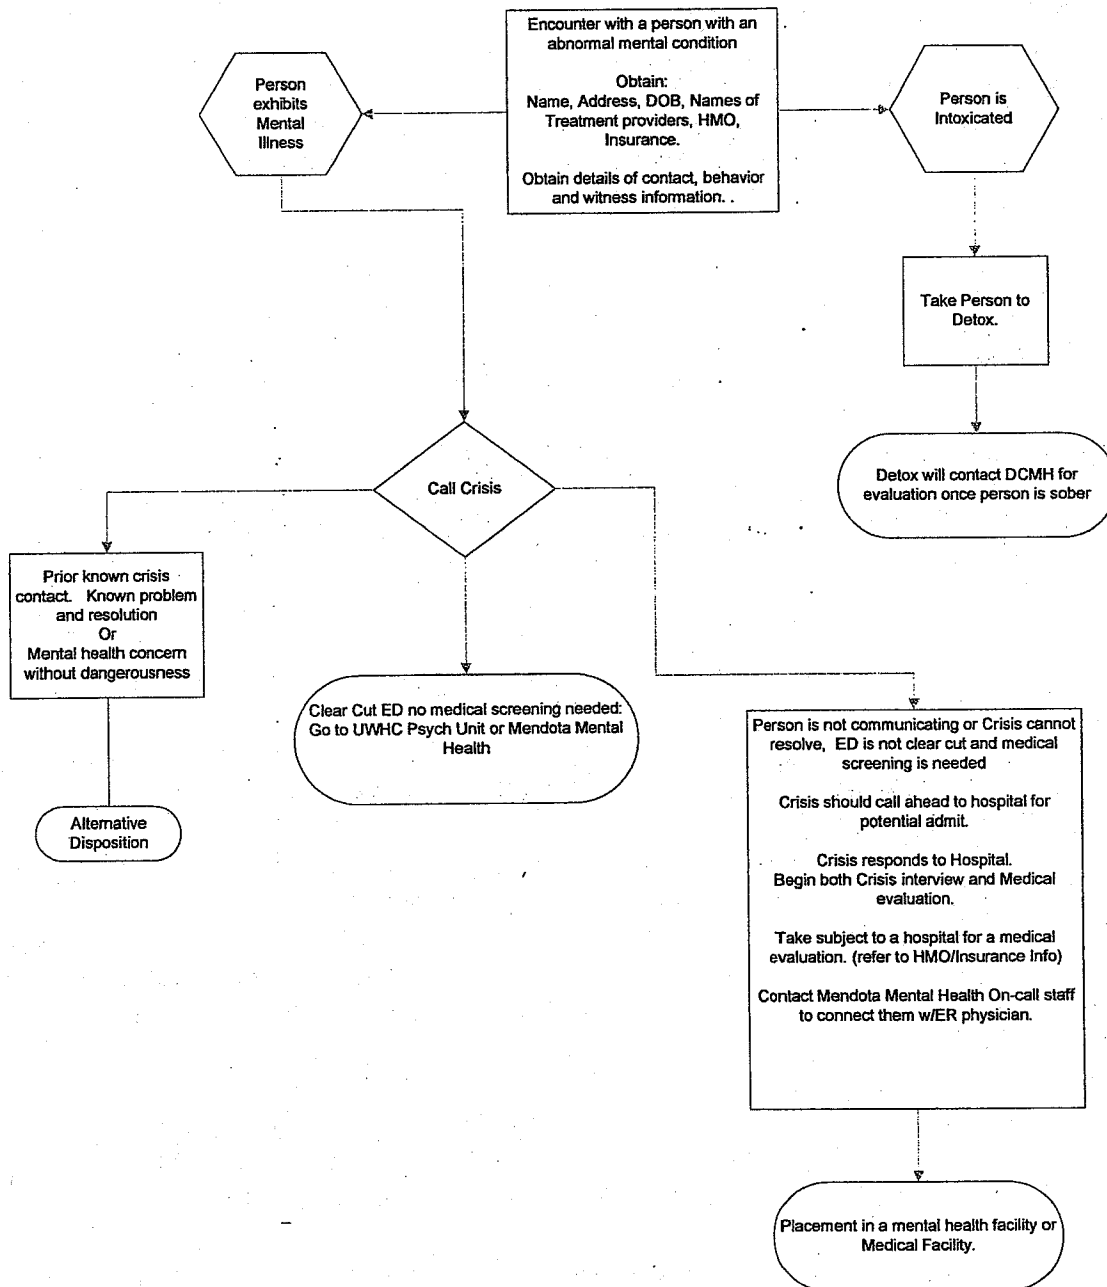 Encounter with a person with an
abnormal mental condition
Obtain:
Name, Address, DOB, Names of
Treatment providers, HMO,
Insurance.
Obtain details of contact, behavior
and witness information. .
Person
exhibits
Mental
Illness
Person is
Intoxicated
Take Person to
Detox.
Detox will contact DCMH for
evaluation once person is sober
Call Crisis
Prior known crisis
contact. Known problem
and resolution
Or
Mental health concern
without dangerousness
Alternative
Disposition
Clear Cut ED no medical screening needed:
Go to UWHC Psych Unit or Mendota Mental
Health
Person is not communicating or Crisis cannot
resolve, ED is not clear cut and medical
screening is needed
Crisis should call ahead to hospital for
potential admit.
Crisis responds to Hospital.
Begin both Crisis interview and Medical
evaluation.
Take subject to a hospital for a medical
evaluation. (refer to HMO/Insurance Info)
Contact Mendota Mental Health On-call staff
to connect them w/ER physician.
Placement in a mental health facility or
Medical Facility.